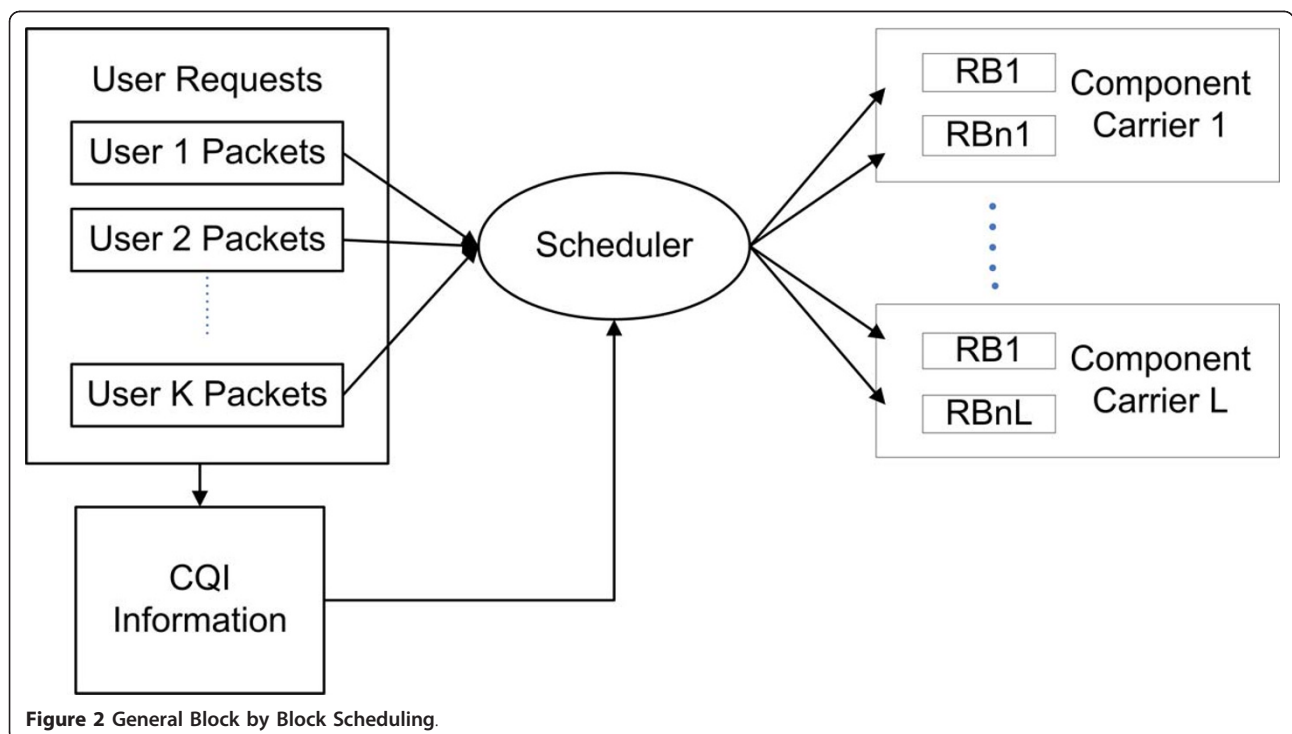 User Requests
User 1 Packets
User 2 Packets
User K Packets
CQI
Information
Scheduler
RB1
RBn1
Component
Carrier 1
RB1
RBnL
Component
Carrier L
Figure 2 General Block by Block Scheduling.